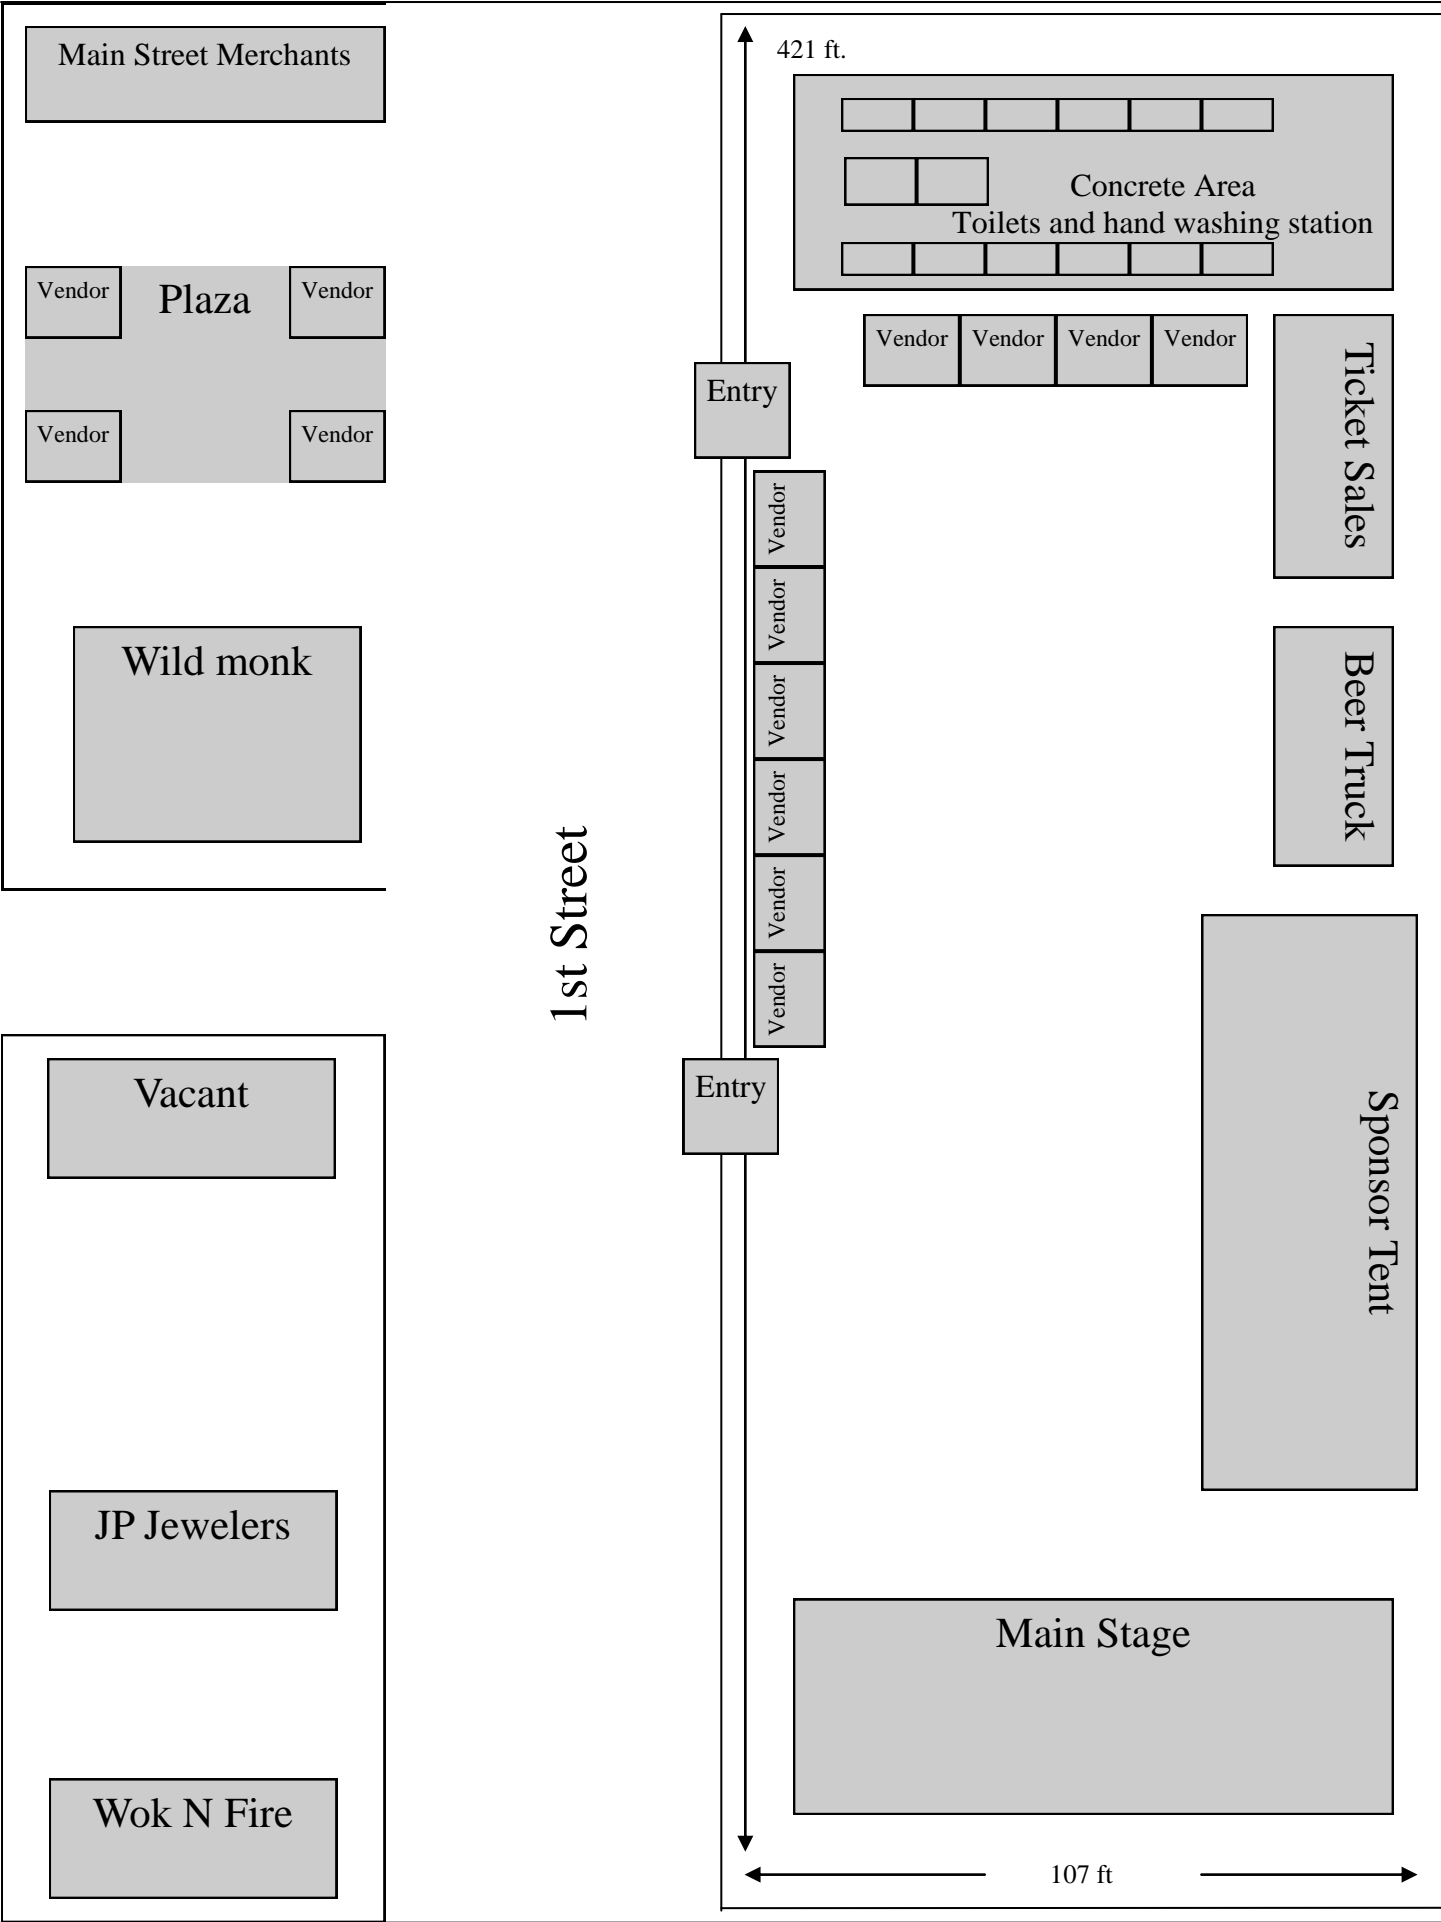 Main Street Merchants
421 ft.
Concrete Area
Toilets and hand washing station
Vendor
Plaza
Vendor
Vendor
Vendor
Vendor
Vendor
Vendor
Vendor
Entry
Ticket Sales
Vendor
Vendor
Vendor
Vendor
Vendor
Vendor
Wild monk
Beer Truck
1st Street
Vacant
Entry
Sponsor Tent
JP Jewelers
Main Stage
Wok N Fire
107 ft